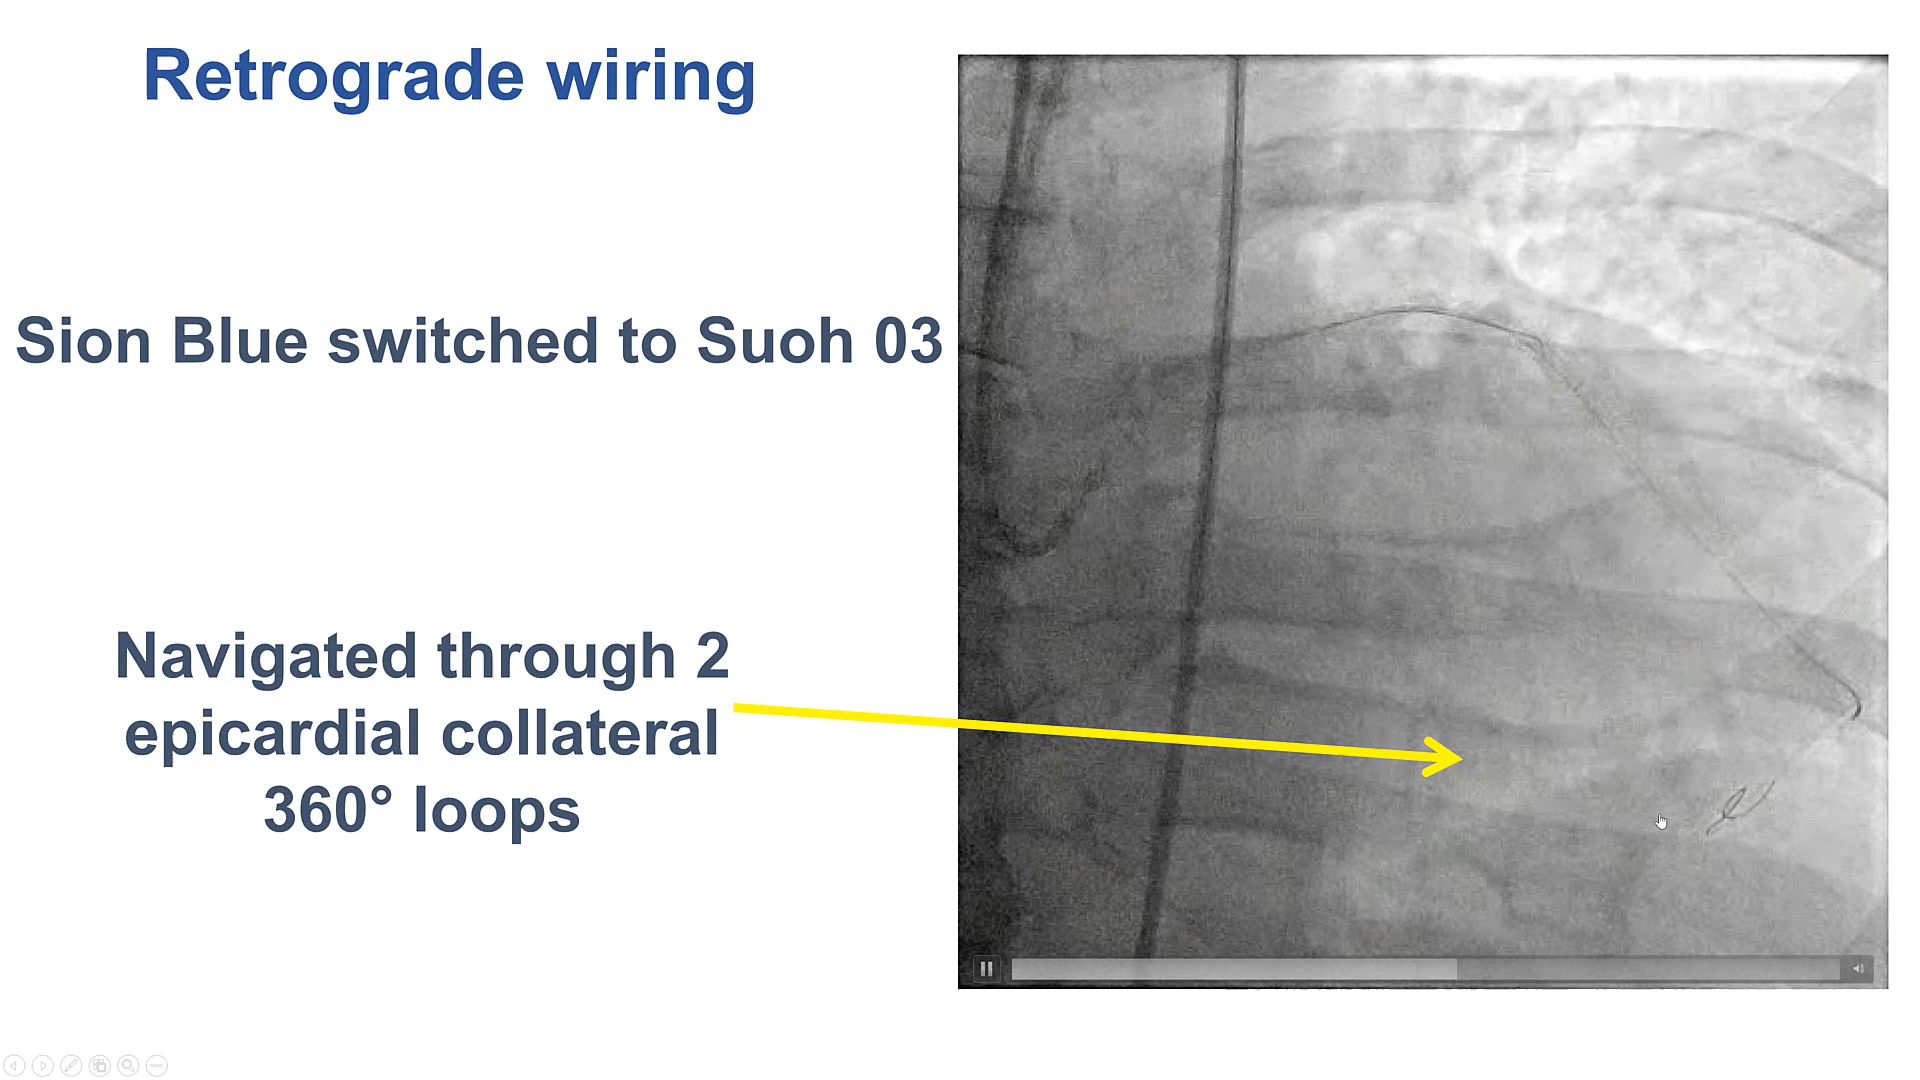 Retrograde wiring
Sion Blue switched to Suoh 03
Navigated through 2
epicardial collateral
360° loops